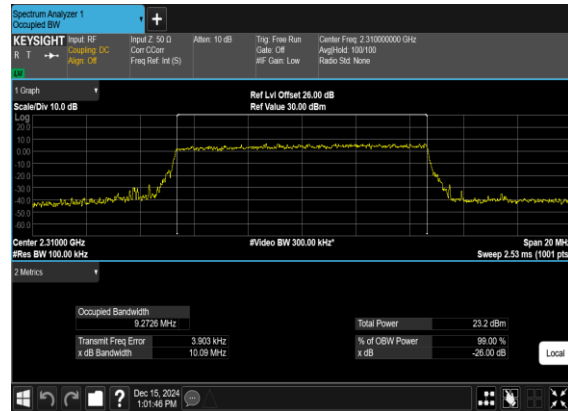 Spectrum Analyzer 1
Occupied BW
+
KEYSIGHT Input: RF Input Z: 50 Ω Atten: 10 dB Trig: Free Run Center Freq: 2.310000000 GHz
R T Coupling: DC Corr CCorr Gate: Off Avg|Hold: 100/100
Align: Off Freq Ref: Int (S) #IF Gain: Low Radio Std: None
1 Graph
Ref Lvl Offset 26.00 dB
Scale/Div 10.0 dB Ref Value 30.00 dBm
Log
20.0
10.0
0.00
-10.0
-20.0
-30.0
-40.0
-50.0
-60.0
Center 2.31000 GHz #Video BW 300.00 kHz* Span 20 MHz
#Res BW 100.00 kHz Sweep 2.53 ms (1001 pts)
2 Metrics
Occupied Bandwidth
9.2726 MHz Total Power 23.2 dBm
Transmit Freq Error 3.903 kHz % of OBW Power 99.00 %
x dB Bandwidth 10.09 MHz x dB -26.00 dB
Local
? Dec 15, 2024
1:01:46 PM